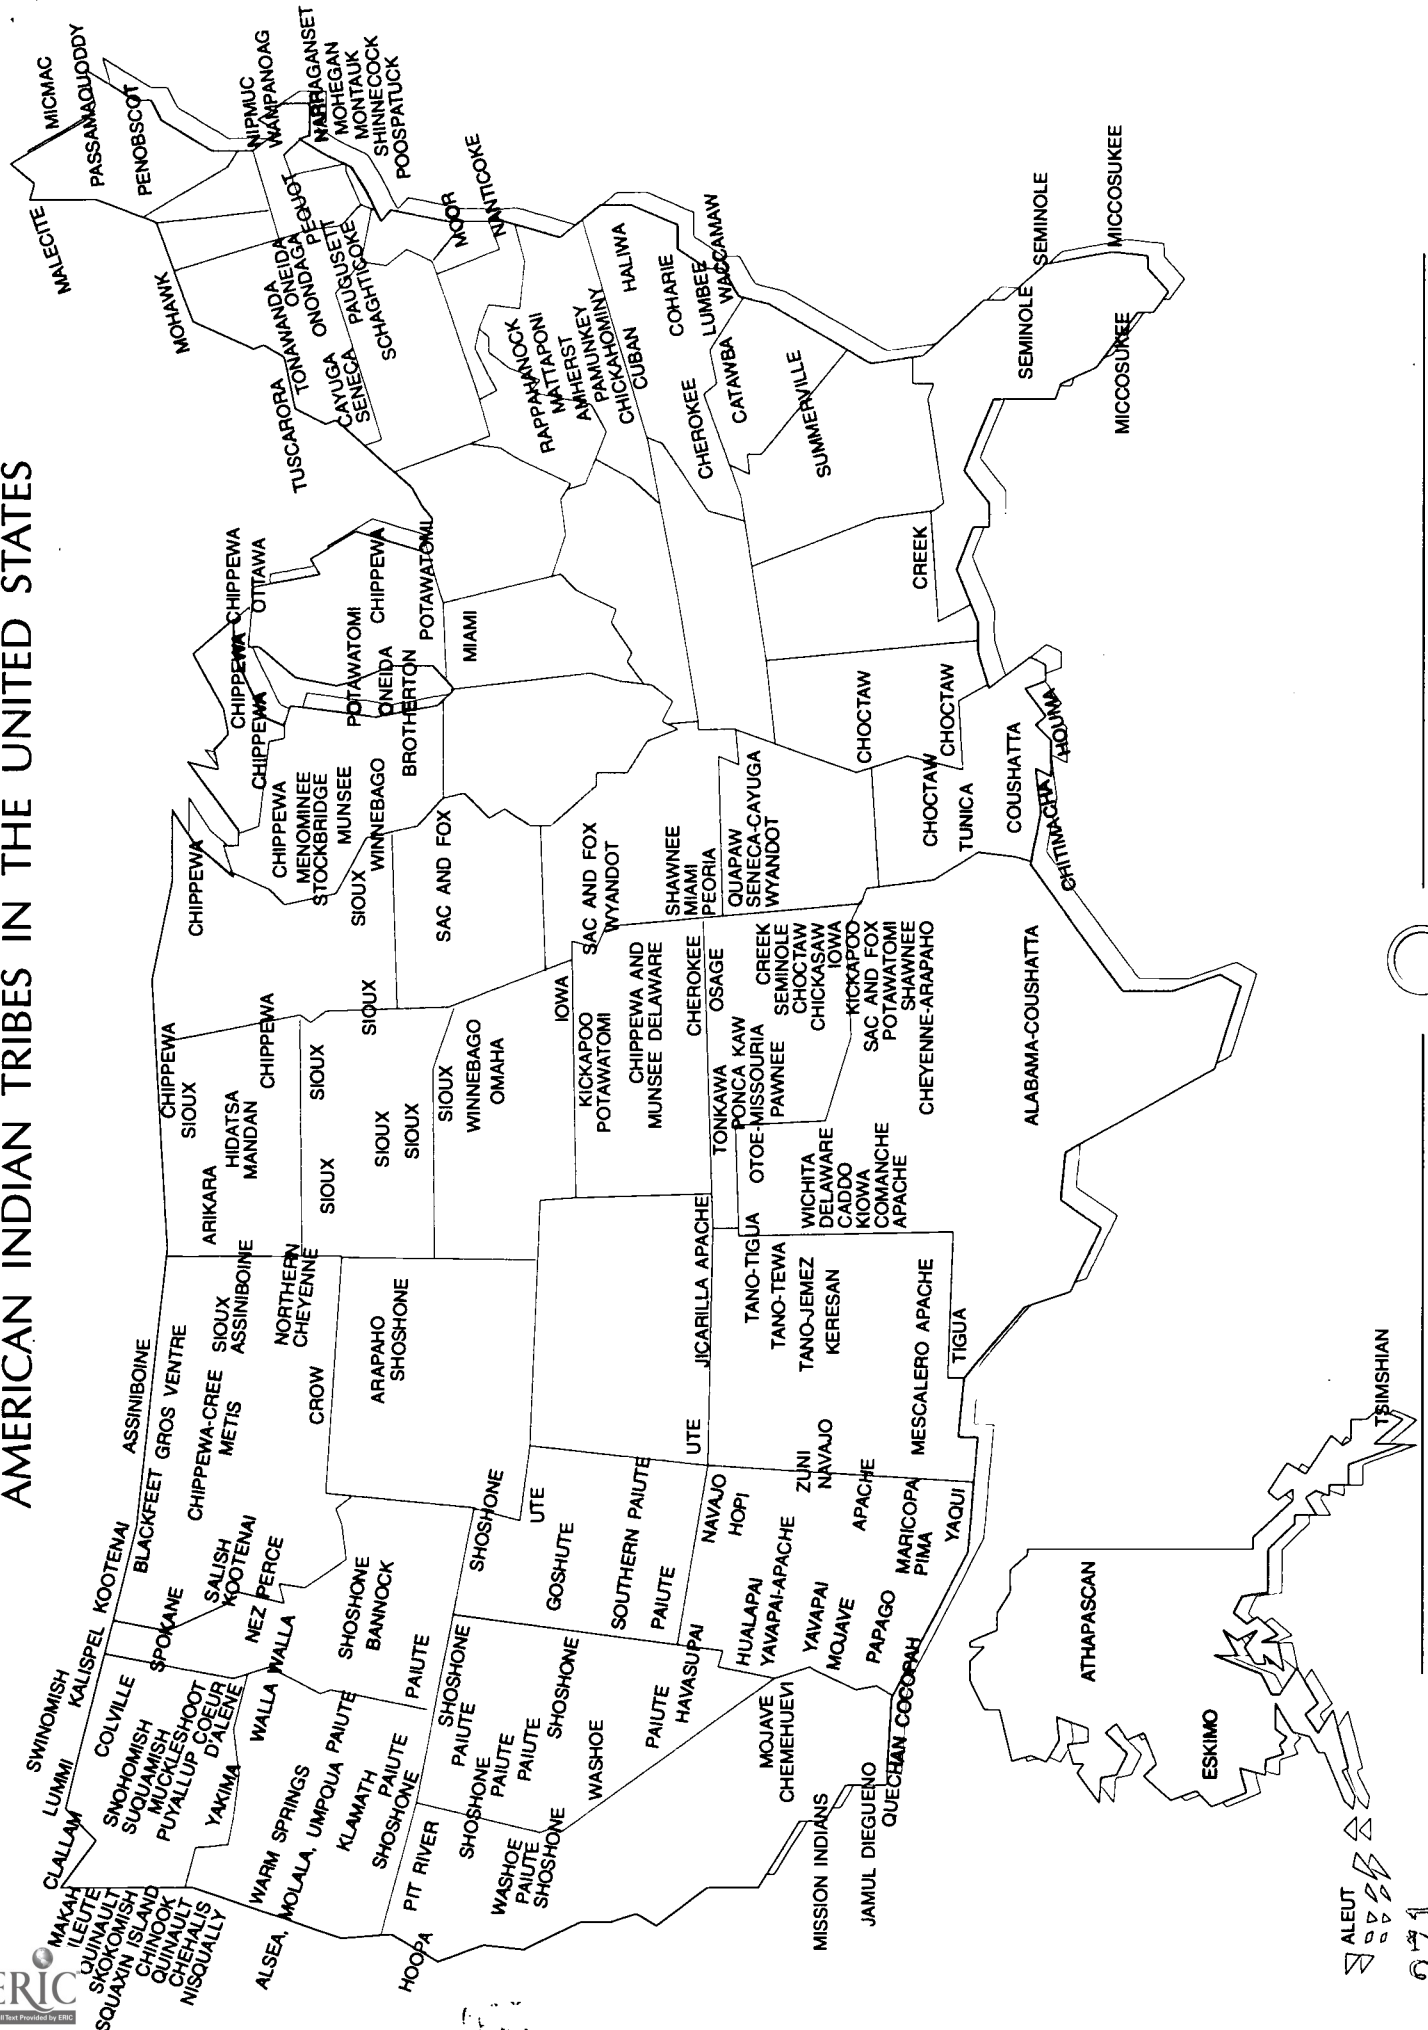 AMERICAN INDIAN TRIBES IN THE UNITED STATES
MAKAH
QUINAULT
SKOKOMISH
SQUAXIN ISLAND
CHINOOK
QUINAULT
CHEHALIS
NISQUALLY
CLALLAM
LUMMI
SWINOMISH
KALISPEL
KOOTENAI
COLVILLE
SPOKANE
SNOHOMISH
SUQUAMISH
MUCKLESHOOT
PUYALLUP
COEUR
D'ALENE
YAKIMA
NEZ PERCE
WALLA WALLA
WARM SPRINGS
ALSEA, MOLALA, UMPQUA
PAIUTE
KLAMATH
PAIUTE
SHOSHONE
PAIUTE
SHOSHONE
BANNOCK
SALISH
KOOTENAI
BLACKFEET
GROS VENTRE
ASSINIBOINE
CHIPPEWA-CREE
METIS
SIOUX
ASSINIBOINE
NORTHERN
CHEYENNE
CROW
ARAPAHO
SHOSHONE
HOOPA
PIT RIVER
SHOSHONE
PAIUTE
SHOSHONE
PAIUTE
PAIUTE
SHOSHONE
WASHOE
PAIUTE
SHOSHONE
WASHOE
PAIUTE
HAVASUPAI
SHOSHONE
UTE
GOSHUTE
SOUTHERN PAIUTE
PAIUTE
MOJAVE
CHEMEHUEVI
MISSION INDIANS
JAMUL DIEGUENO
QUECHAN
COCOPAH
NAVAJO
HOPI
HUALAPAI
YAVAPAI-APACHE
YAVAPAI
MOJAVE
PAPAGO
APACHE
MARICOPA
PIMA
YAQUI
UTE
JICARILLA APACHE
TANO-TIGUA
TANO-TEWA
TANO-JEMEZ
KERESAN
ZUNI
NAVAJO
MESCALERO APACHE
TIGUA
CHIPPEWA
SIOUX
ARIKARA
HIDATSA
MANDAN
CHIPPEWA
SIOUX
SIOUX
SIOUX
SIOUX
SIOUX
SIOUX
WINNEBAGO
OMAHA
IOWA
KICKAPOO
POTAWATOMI
CHIPPEWA AND
MUNSEE DELAWARE
SAC AND FOX
WYANDOT
CHEROKEE
OSAGE
TONKAWA
PONCA KAW
OTOE-MISSOURIA
PAWNEE
CREEK
SEMINOLE
CHOCTAW
CHICKASAW
IOWA
KICKAPOO
SAC AND FOX
POTAWATOMI
SHAWNEE
CHEYENNE-ARAPAHO
WICHITA
DELAWARE
CADDO
KIOWA
COMANCHE
APACHE
SHAWNEE
MIAMI
PEORIA
QUAPAW
SENECA-CAYUGA
WYANDOT
ALABAMA-COUSHATTA
CHIPPEWA
SIOUX
SAC AND FOX
CHIPPEWA
CHIPPEWA
MENOMINEE
STOCKBRIDGE
MUNSEE
WINNEBAGO
CHIPPEWA
CHIPPEWA
OTTAWA
POTAWATOMI
ONEIDA
BROTHERTON
CHIPPEWA
POTAWATOMI
MIAMI
CHOCTAW
CHOCTAW
CHOCTAW
TUNICA
COUSHATTA
CHITIMACHA
HOUMA
CREEK
MICMAC
PASSAMAQUODDY
PENOBSCOT
MALECITE
MOHAWK
NIPMUC
WAMPANOAG
NARRAGANSET
MOHEGAN
MONTAUK
SHINNECOCK
POOSPATUCK
TUSCARORA
TONAWANDA
ONEIDA
ONONDAGA
PEQUOT
CAYUGA
SENECA
PAUGUSETT
SCHAGHTICOKE
MOOR
NANTICOKE
RAPPAHANOCK
MATTAPONI
AMHERST
PAMUNKEY
CHICKAHOMINY
CUBAN
HALIWA
COHARIE
LUMBEE
WACCAMAW
CHEROKEE
CATAWBA
SUMMERVILLE
SEMINOLE
SEMINOLE
MICCOSUKEE
MICCOSUKEE
ATHAPASCAN
ESKIMO
ALEUT
TSIMSHIAN
ERIC
Full Text Provided by ERIC